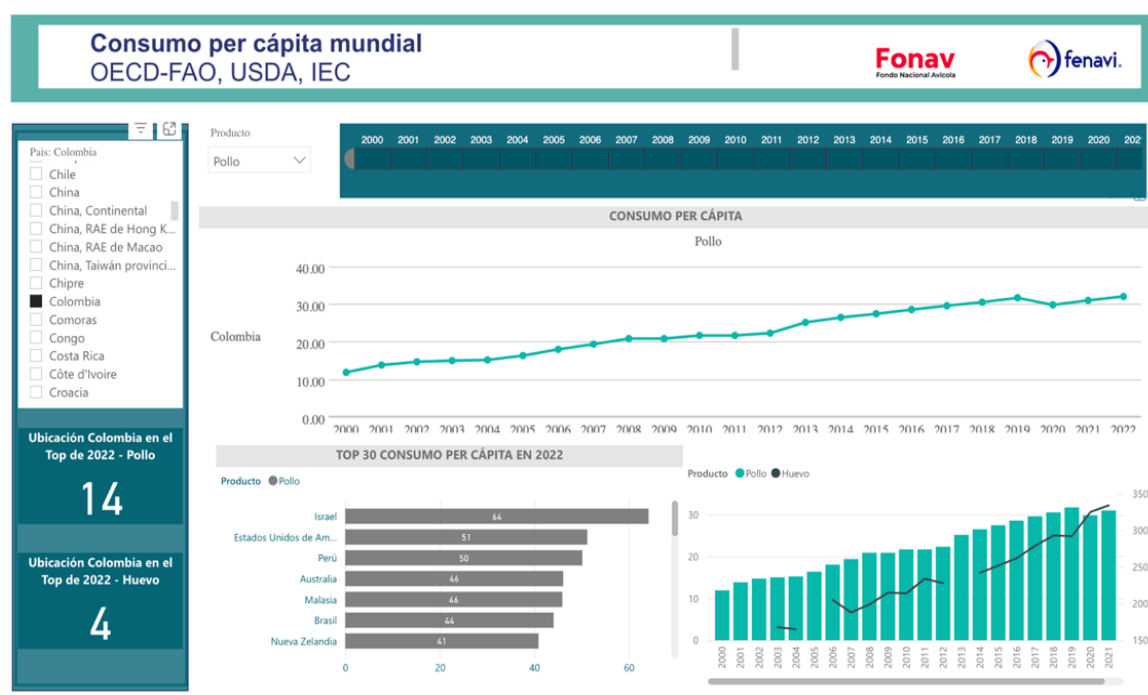 Consumo per cápita mundial
OECD-FAO, USDA, IEC
Fonav
Fondo Nacional Avícola
fenavi.
Pais: Colombia
Chile
China
China, Continental
China, RAE de Hong K...
China, RAE de Macao
China, Taiwán provinci...
Chipre
Colombia
Comoras
Congo
Costa Rica
Côte d'Ivoire
Croacia
Ubicación Colombia en el
Top de 2022 - Pollo
14
Ubicación Colombia en el
Top de 2022 - Huevo
4
Producto
Pollo
2000 2001 2002 2003 2004 2005 2006 2007 2008 2009 2010 2011 2012 2013 2014 2015 2016 2017 2018 2019 2020 202
CONSUMO PER CÁPITA
Pollo
Colombia
40.00
30.00
20.00
10.00
0.00
2000 2001 2002 2003 2004 2005 2006 2007 2008 2009 2010 2011 2012 2013 2014 2015 2016 2017 2018 2019 2020 2021 2022
TOP 30 CONSUMO PER CÁPITA EN 2022
Producto Pollo
Israel 64
Estados Unidos de Am... 51
Perú 50
Australia 46
Malasia 46
Brasil 44
Nueva Zelandia 41
0 20 40 60
Producto Pollo Huevo
30
20
10
0
350
300
250
200
150
2000 2001 2002 2003 2004 2005 2006 2007 2008 2009 2010 2011 2012 2013 2014 2015 2016 2017 2018 2019 2020 2021